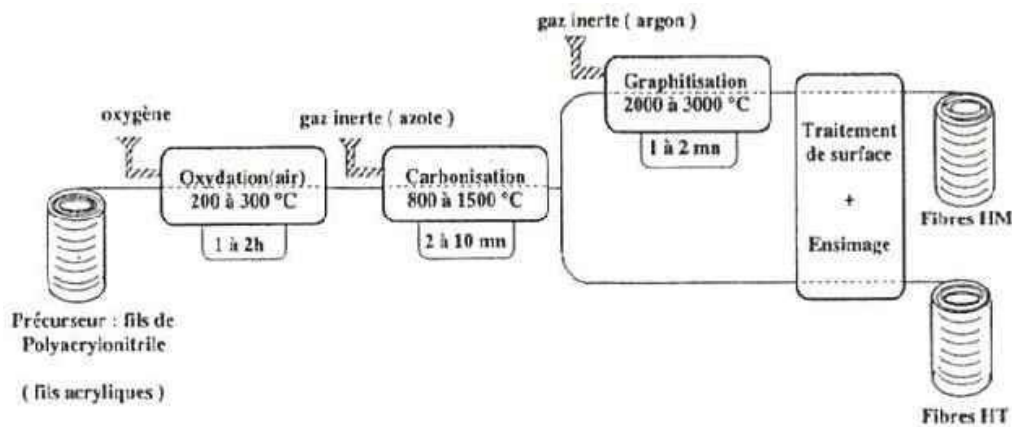 gaz inerte ( argon )
Graphitisation
2000 à 3000 °C
1 à 2 mn
oxygène
gaz inerte ( azote )
Oxydation(air)
200 à 300 °C
1 à 2h
Carbonisation
800 à 1500 °C
2 à 10 mn
Traitement
de surface
+
Ensimage
Fibres HM
Précurseur : fils de
Polyacrylonitrile
( fils acryliques )
Fibres HT